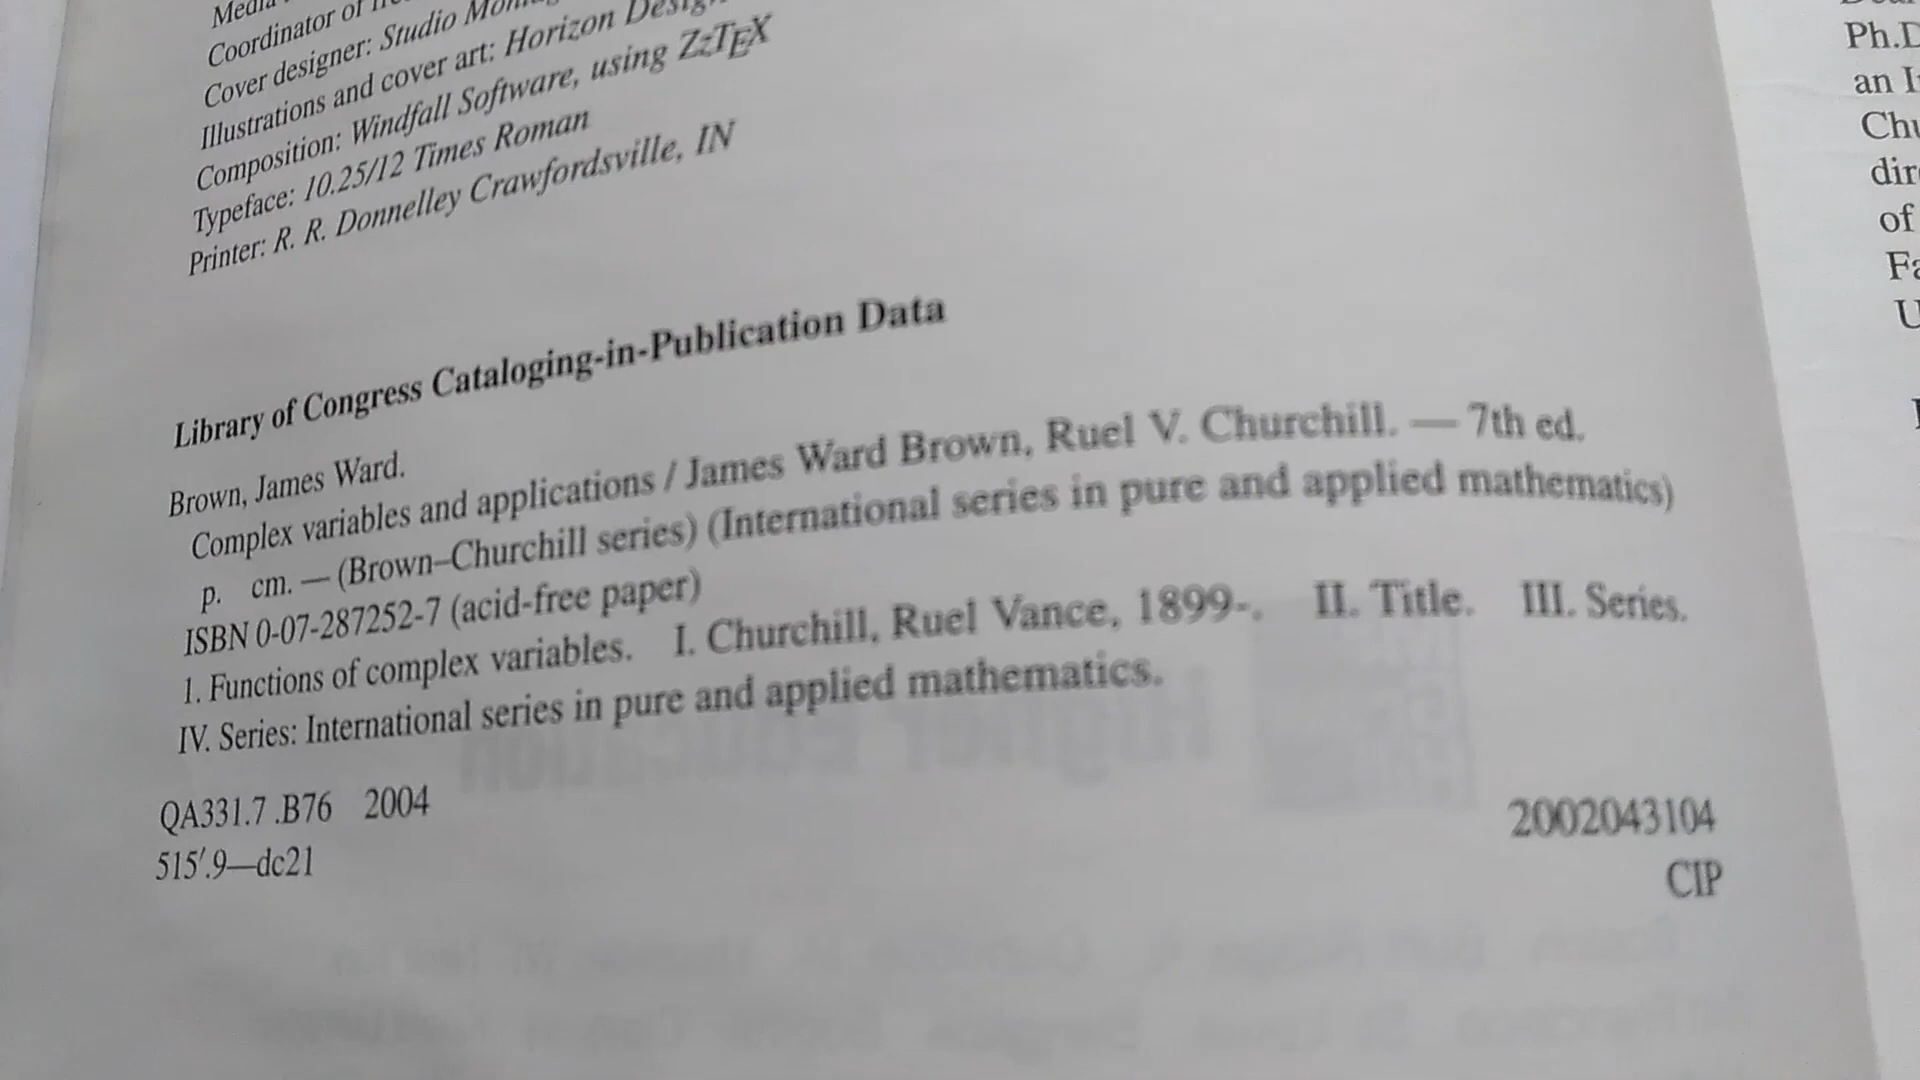 Media
Coordinator of
Cover designer: Studio
Illustrations and cover art: Horizon Design
Composition: Windfall Software, using ZzTEX
Typeface: 10.25/12 Times Roman
Printer: R. R. Donnelley Crawfordsville, IN
Library of Congress Cataloging-in-Publication Data
Brown, James Ward.
Complex variables and applications / James Ward Brown, Ruel V. Churchill. — 7th ed.
p. cm. — (Brown–Churchill series) (International series in pure and applied mathematics)
ISBN 0-07-287252-7 (acid-free paper)
1. Functions of complex variables. I. Churchill, Ruel Vance, 1899-. II. Title. III. Series.
IV. Series: International series in pure and applied mathematics.
QA331.7 .B76 2004
515′.9—dc21
2002043104
CIP
Ph.D
an
of